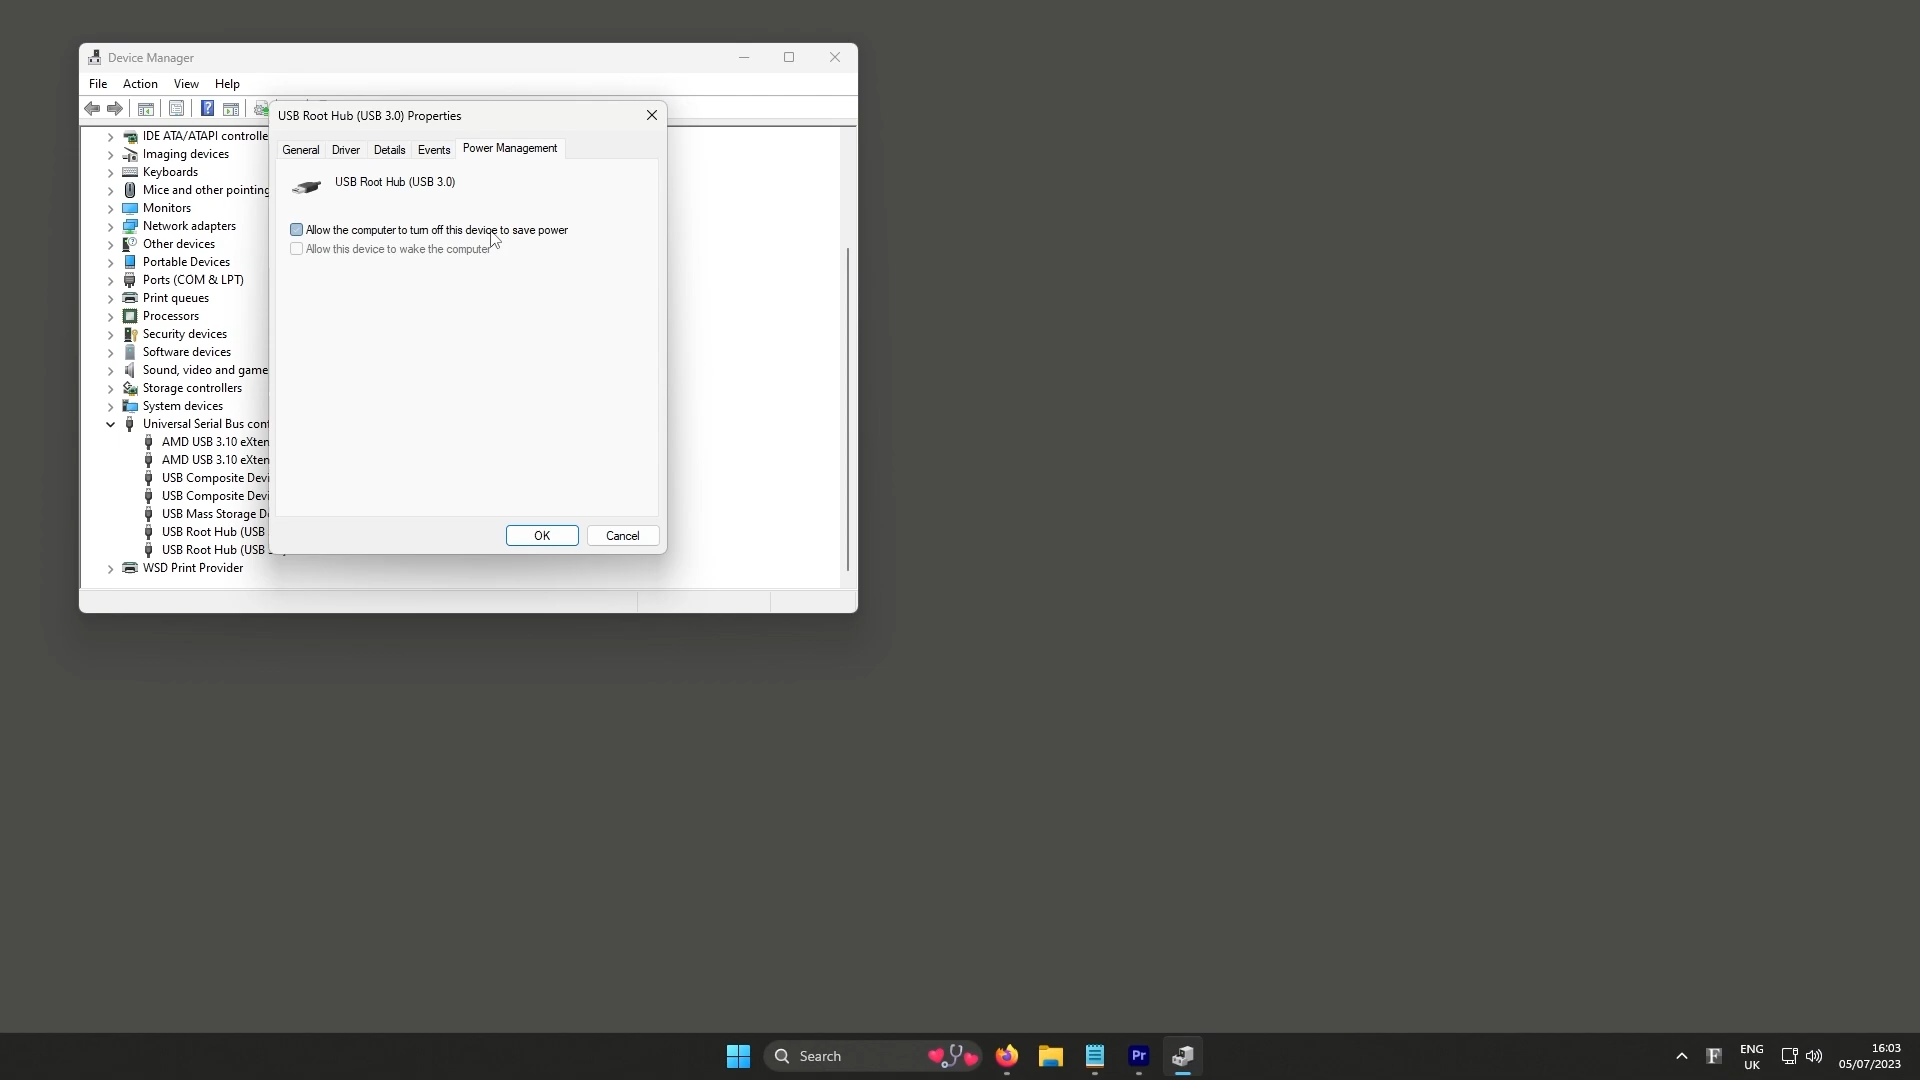 Device Manager
File Action View Help
USB Root Hub (USB 3.0) Properties
General Driver Details Events Power Management
USB Root Hub (USB 3.0)
Allow the computer to turn off this device to save power
Allow this device to wake the computer
OK Cancel
IDE ATA/ATAPI controlle
Imaging devices
Keyboards
Mice and other pointing
Monitors
Network adapters
Other devices
Portable Devices
Ports (COM & LPT)
Print queues
Processors
Security devices
Software devices
Sound, video and game
Storage controllers
System devices
Universal Serial Bus cont
AMD USB 3.10 eXten
AMD USB 3.10 eXten
USB Composite Devi
USB Composite Devi
USB Mass Storage De
USB Root Hub (USB
USB Root Hub (USB
WSD Print Provider
Search
Pr
F
ENG
UK
16:03
05/07/2023